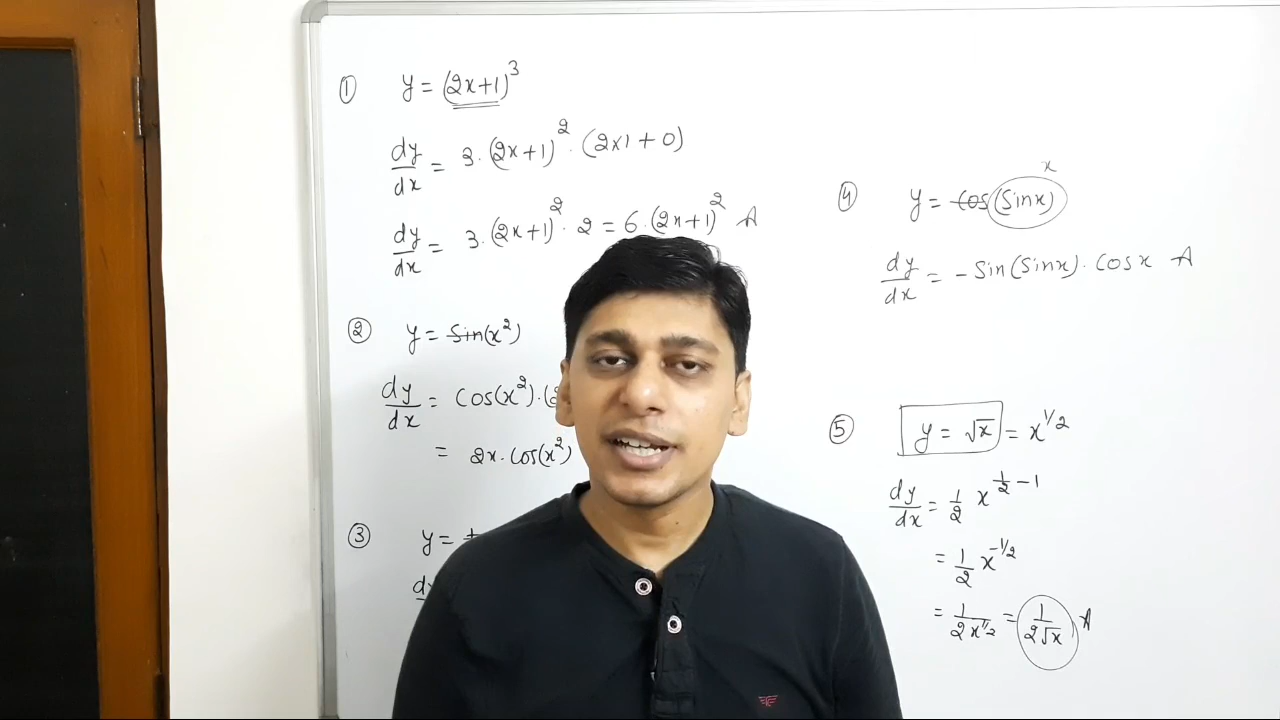 ① y = (2x+1)³
dy/dx = 3·(2x+1)²·(2x1+0)
dy/dx = 3·(2x+1)²·2 = 6·(2x+1)² A
② y = sin(x²)
dy/dx = cos(x²)·(2
= 2x·cos(x²)
③ y =
④ y = cos(sinx) x
dy/dx = -sin(sinx)·cosx A
⑤ y = √x = x^1/2
dy/dx = 1/2 x^1/2-1
= 1/2 x^-1/2
= 1/2x^1/2 = 1/2√x A